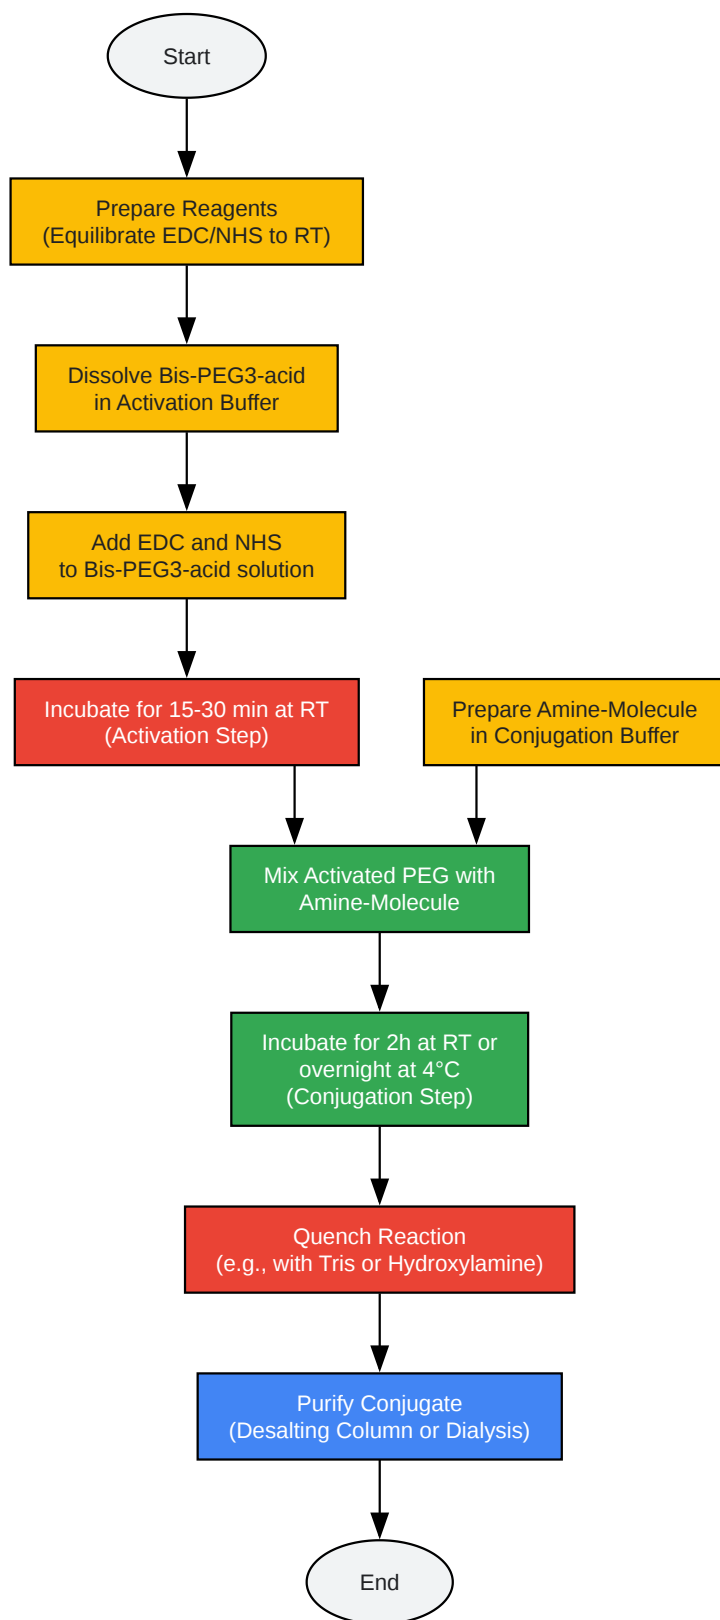 Start
Prepare Reagents
(Equilibrate EDC/NHS to RT)
Dissolve Bis-PEG3-acid
in Activation Buffer
Add EDC and NHS
to Bis-PEG3-acid solution
Incubate for 15-30 min at RT
(Activation Step)
Prepare Amine-Molecule
in Conjugation Buffer
Mix Activated PEG with
Amine-Molecule
Incubate for 2h at RT or
overnight at 4°C
(Conjugation Step)
Quench Reaction
(e.g., with Tris or Hydroxylamine)
Purify Conjugate
(Desalting Column or Dialysis)
End